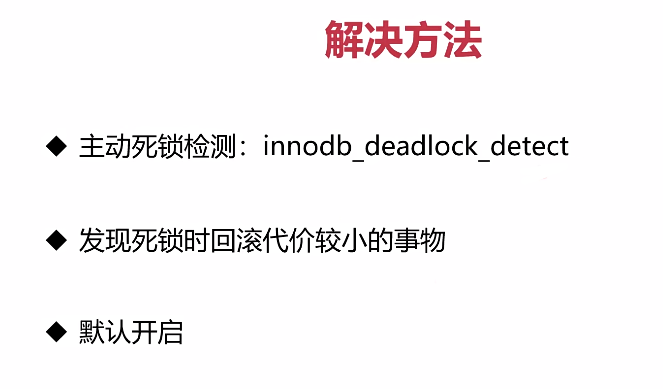 解决方法
◆ 主动死锁检测：innodb_deadlock_detect
◆ 发现死锁时回滚代价较小的事物
◆ 默认开启